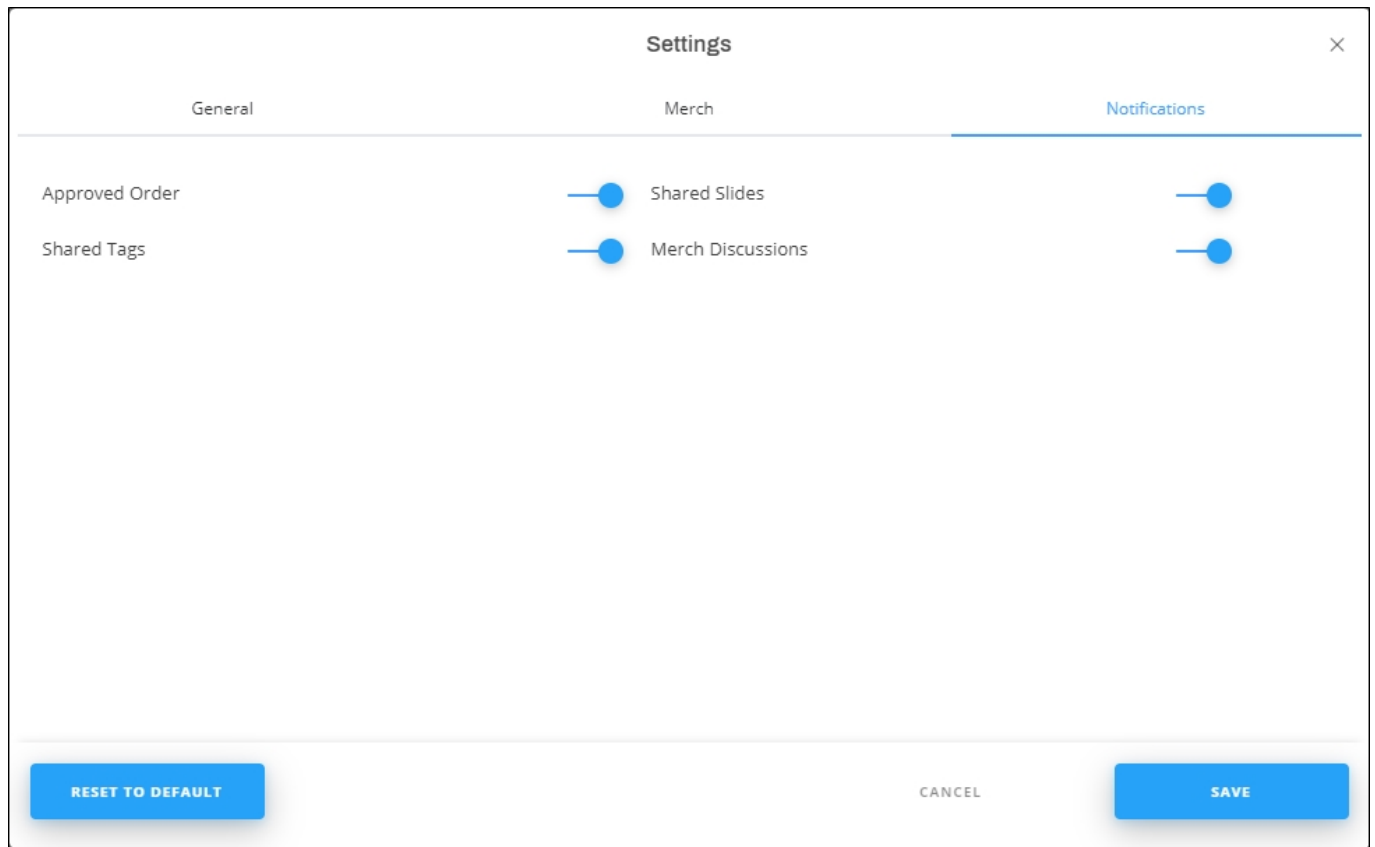 Settings
General Merch Notifications
Approved Order Shared Slides
Shared Tags Merch Discussions
RESET TO DEFAULT CANCEL SAVE